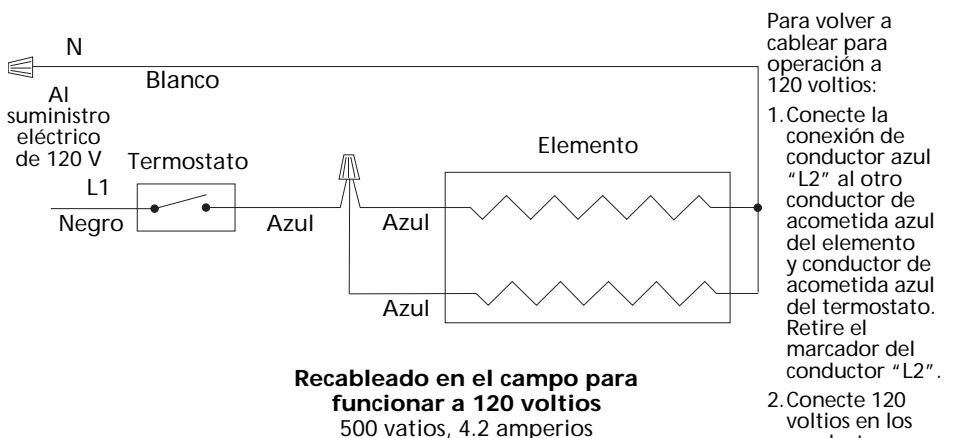 N
Blanco
Al
suministro
eléctrico
de 120 V
Termostato
L1
Negro
Azul
Azul
Azul
Elemento
Recableado en el campo para
funcionar a 120 voltios
500 vatios, 4.2 amperios
Para volver a
cablear para
operación a
120 voltios:
1.Conecte la
conexión de
conductor azul
“L2” al otro
conductor de
acometida azul
del elemento
y conductor de
acometida azul
del termostato.
Retire el
marcador del
conductor “L2”.
2.Conecte 120
voltios en los